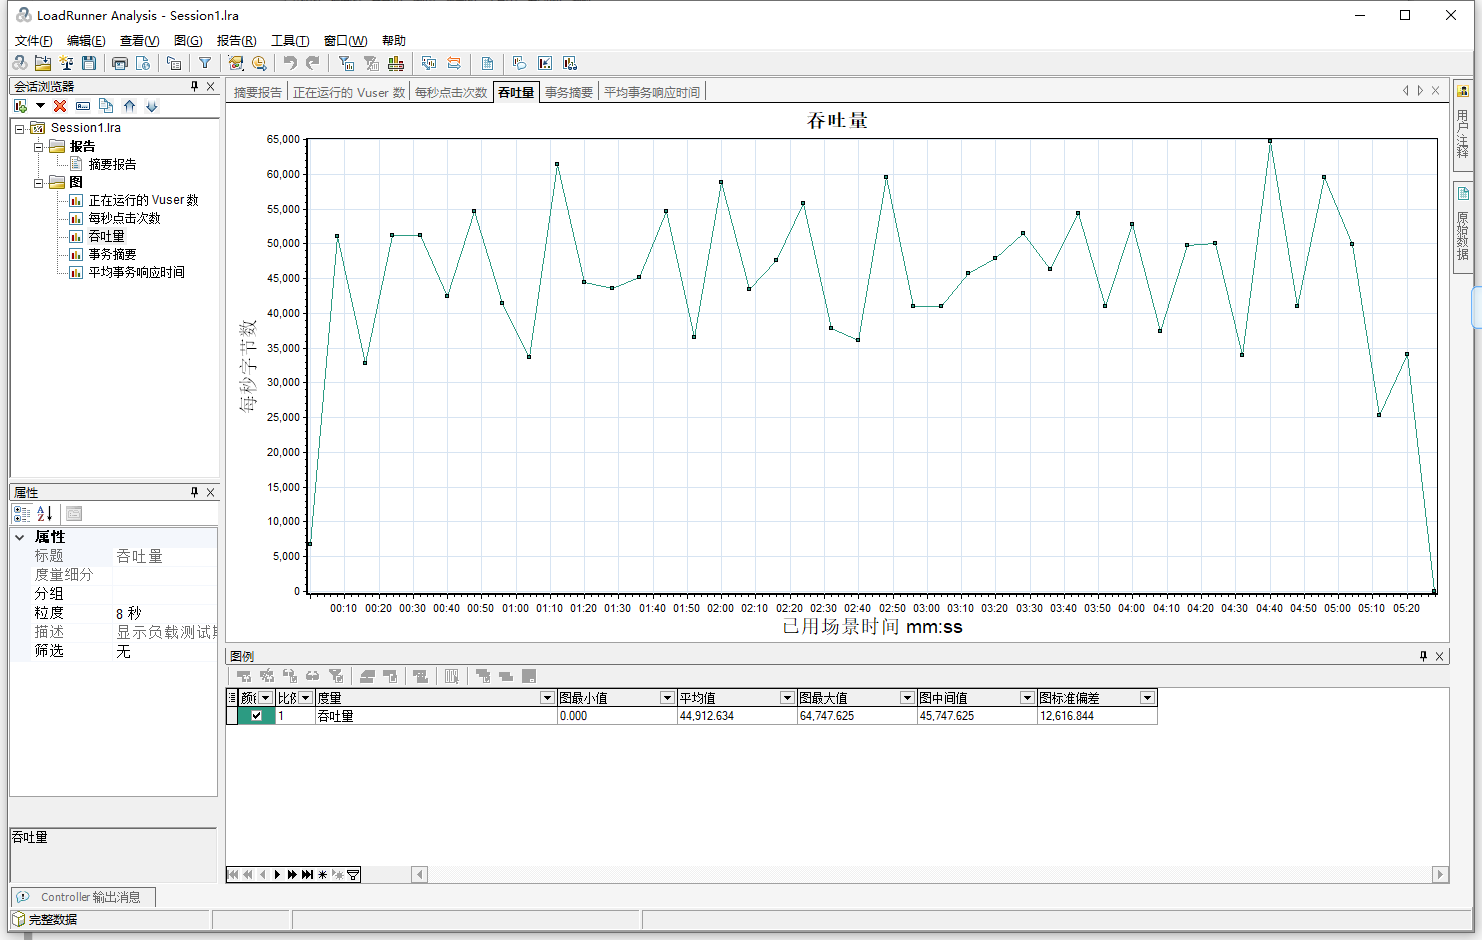 LoadRunner Analysis - Session1.lra
文件(F) 编辑(E) 查看(V) 图(G) 报告(R) 工具(T) 窗口(W) 帮助
会话浏览器
Session1.lra
报告
摘要报告
图
正在运行的 Vuser 数
每秒点击次数
吞吐量
事务摘要
平均事务响应时间
属性
属性
标题 吞吐量
度量细分
分组
粒度 8 秒
描述 显示负载测试
筛选 无
吞吐量
摘要报告 正在运行的 Vuser 数 每秒点击次数 吞吐量 事务摘要 平均事务响应时间
吞吐量
每秒字节数
65,000
60,000
55,000
50,000
45,000
40,000
35,000
30,000
25,000
20,000
15,000
10,000
5,000
0
00:10 00:20 00:30 00:40 00:50 01:00 01:10 01:20 01:30 01:40 01:50 02:00 02:10 02:20 02:30 02:40 02:50 03:00 03:10 03:20 03:30 03:40 03:50 04:00 04:10 04:20 04:30 04:40 04:50 05:00 05:10 05:20
已用场景时间 mm:ss
用户注释
原始数据
图例
度量 图最小值 平均值 图最大值 图中间值 图标准偏差
1 吞吐量 0.000 44,912.634 64,747.625 45,747.625 12,616.844
Controller 输出消息
完整数据